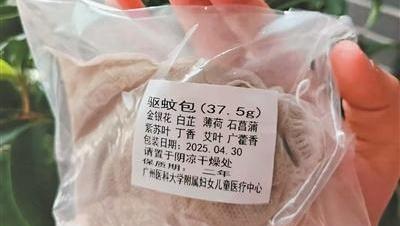 驱蚊包(37.5g)
金银花 白芷 薄荷 石菖蒲
紫苏叶 丁香 艾叶 广藿香
包装日期：2025.04.30
请置于阴凉干燥处
保质期：二年
广州医科大学附属妇女儿童医疗中心